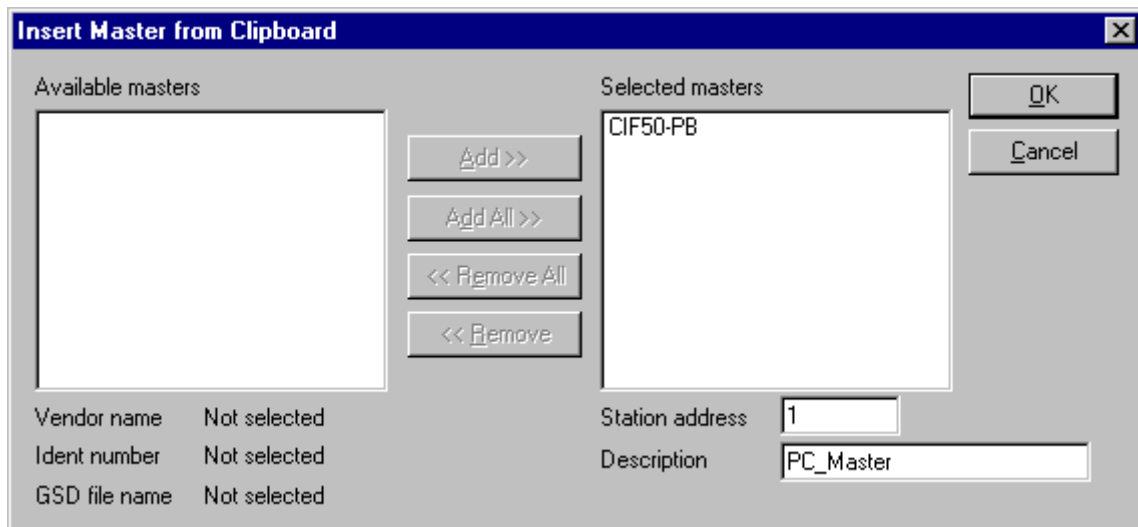 Insert Master from Clipboard
Available masters
Selected masters
CIF50-PB
OK
Cancel
Add >>
Add All >>
<< Remove All
<< Remove
Vendor name Not selected
Ident number Not selected
GSD file name Not selected
Station address 1
Description PC_Master